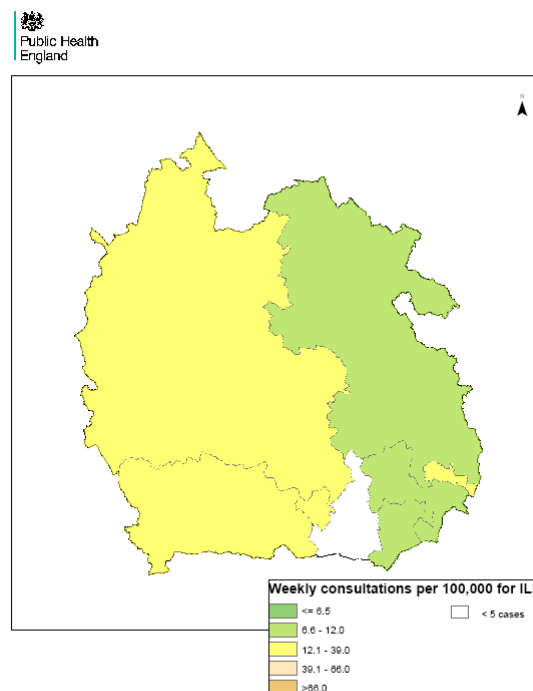 Public Health
England
N
Weekly consultations per 100,000 for IL
<= 6.5
< 5 cases
6.6 - 12.0
12.1 - 39.0
39.1 - 66.0
>66.0